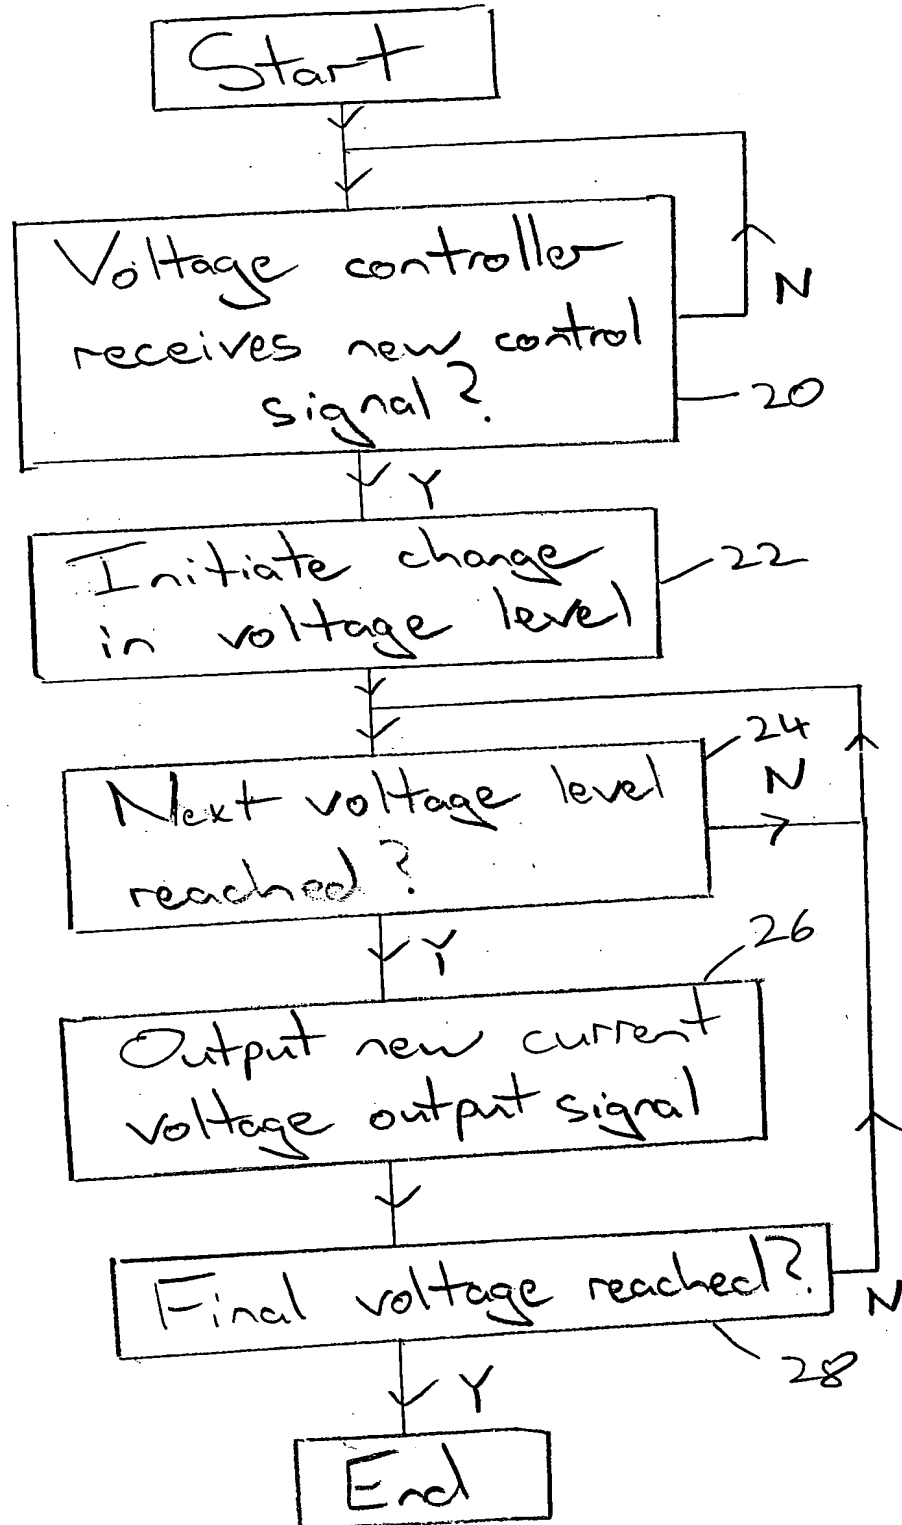 Start
Voltage controller
receives new control
signal?
N
20
Y
Initiate change
in voltage level
22
Next voltage level
reached?
24
N
Y
26
Output new current
voltage output signal
Final voltage reached?
N
28
Y
End